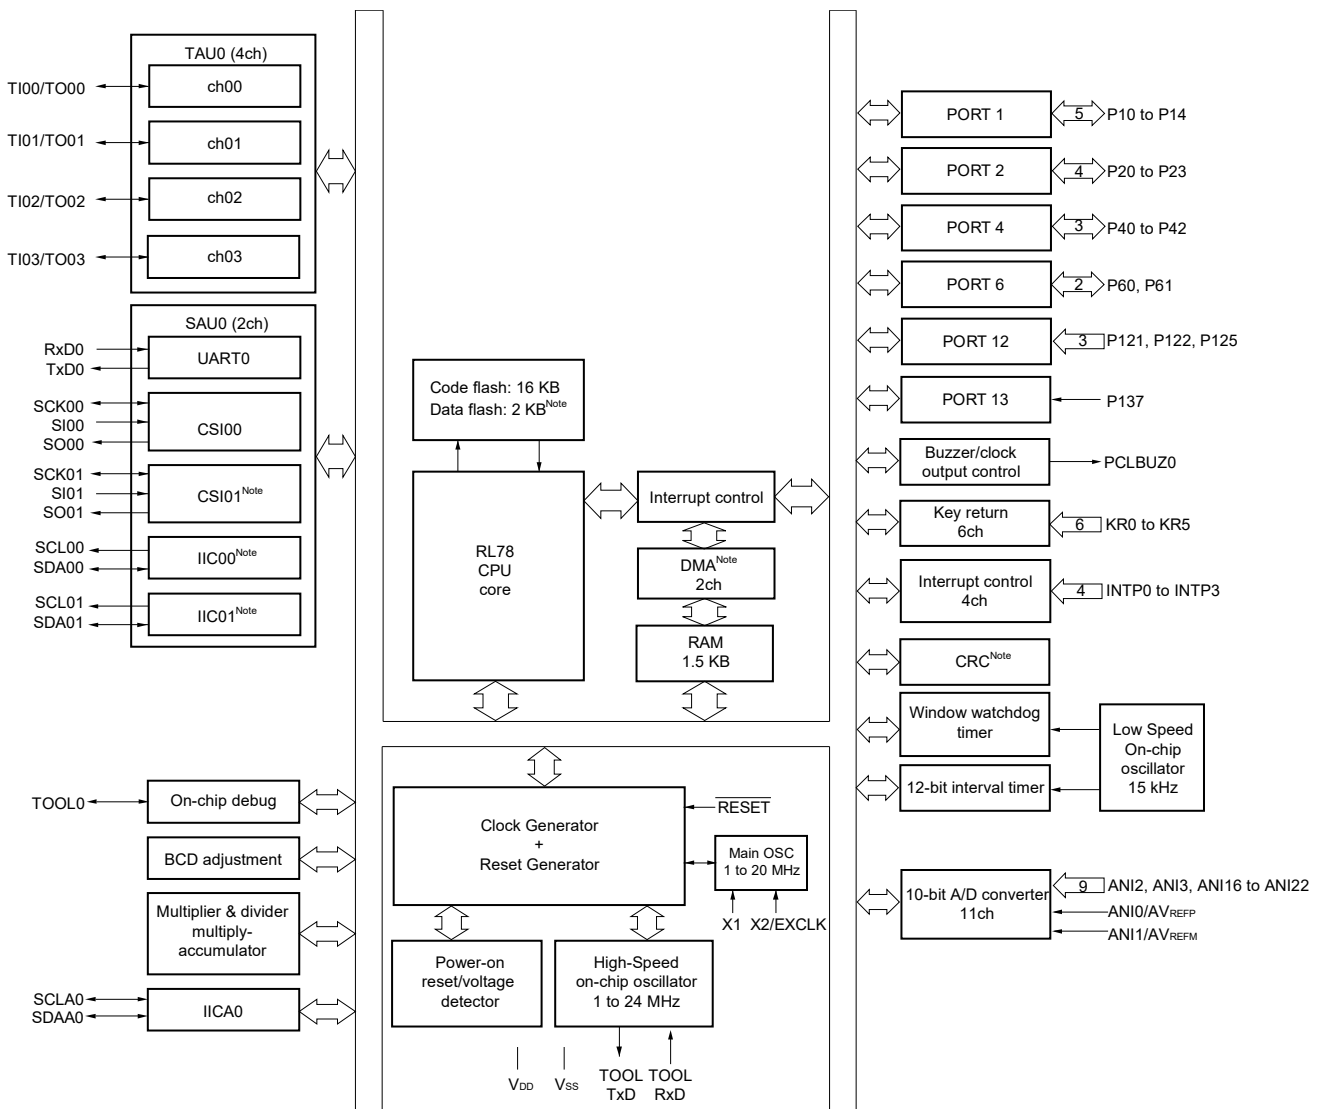 TAU0 (4ch)
TI00/TO00
ch00
TI01/TO01
ch01
TI02/TO02
ch02
TI03/TO03
ch03
SAU0 (2ch)
RxD0
TxD0
UART0
SCK00
SI00
SO00
CSI00
SCK01
SI01
SO01
CSI01Note
SCL00
SDA00
IIC00Note
SCL01
SDA01
IIC01Note
TOOL0
On-chip debug
BCD adjustment
Multiplier & divider
multiply-
accumulator
SCLA0
SDAA0
IICA0
Code flash: 16 KB
Data flash: 2 KBNote
RL78
CPU
core
Interrupt control
DMANote
2ch
RAM
1.5 KB
Clock Generator
+
Reset Generator
RESET
Main OSC
1 to 20 MHz
X1
X2/EXCLK
Power-on
reset/voltage
detector
High-Speed
on-chip oscillator
1 to 24 MHz
VDD
VSS
TOOL
TxD
TOOL
RxD
PORT 1
5
P10 to P14
PORT 2
4
P20 to P23
PORT 4
3
P40 to P42
PORT 6
2
P60, P61
PORT 12
3
P121, P122, P125
PORT 13
P137
Buzzer/clock
output control
PCLBUZ0
Key return
6ch
6
KR0 to KR5
Interrupt control
4ch
4
INTP0 to INTP3
CRCNote
Window watchdog
timer
12-bit interval timer
Low Speed
On-chip
oscillator
15 kHz
10-bit A/D converter
11ch
9
ANI2, ANI3, ANI16 to ANI22
ANI0/AVREFP
ANI1/AVREFM